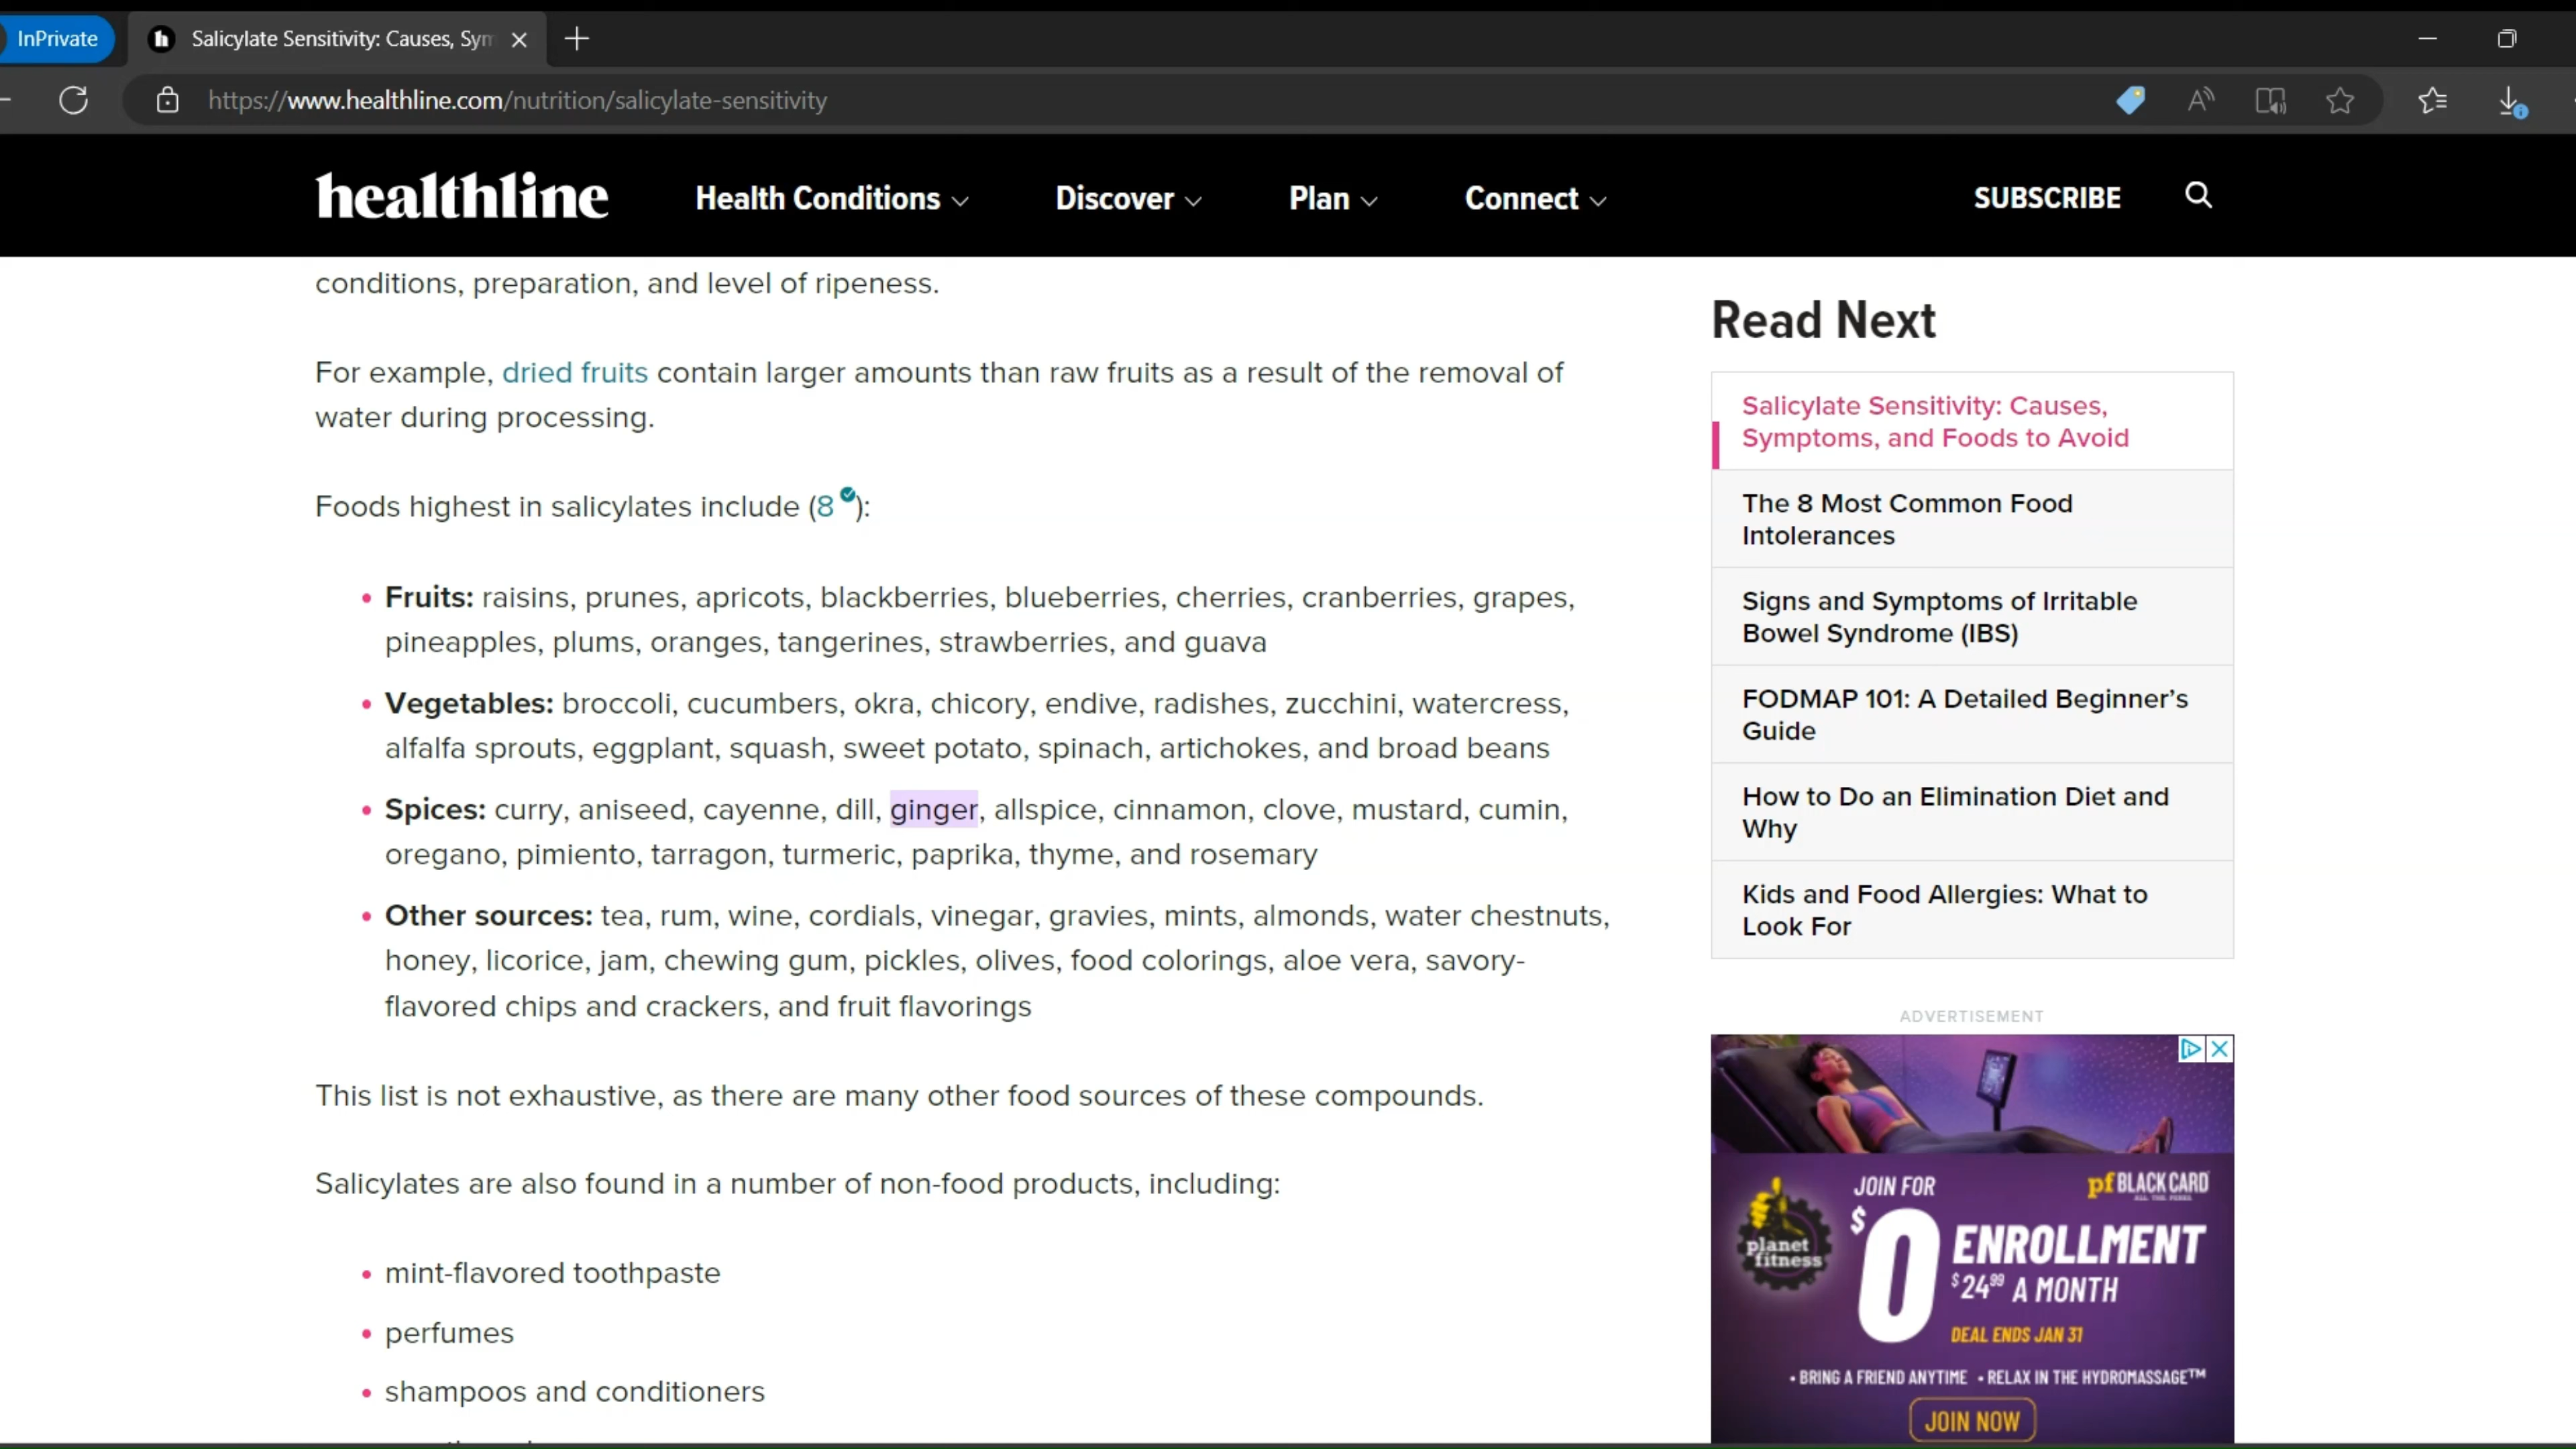 InPrivate
Salicylate Sensitivity: Causes, Sym
https://www.healthline.com/nutrition/salicylate-sensitivity
healthline
Health Conditions
Discover
Plan
Connect
SUBSCRIBE
conditions, preparation, and level of ripeness.
For example, dried fruits contain larger amounts than raw fruits as a result of the removal of
water during processing.
Foods highest in salicylates include (8):
• Fruits: raisins, prunes, apricots, blackberries, blueberries, cherries, cranberries, grapes,
pineapples, plums, oranges, tangerines, strawberries, and guava
• Vegetables: broccoli, cucumbers, okra, chicory, endive, radishes, zucchini, watercress,
alfalfa sprouts, eggplant, squash, sweet potato, spinach, artichokes, and broad beans
• Spices: curry, aniseed, cayenne, dill, ginger, allspice, cinnamon, clove, mustard, cumin,
oregano, pimiento, tarragon, turmeric, paprika, thyme, and rosemary
• Other sources: tea, rum, wine, cordials, vinegar, gravies, mints, almonds, water chestnuts,
honey, licorice, jam, chewing gum, pickles, olives, food colorings, aloe vera, savory-
flavored chips and crackers, and fruit flavorings
This list is not exhaustive, as there are many other food sources of these compounds.
Salicylates are also found in a number of non-food products, including:
• mint-flavored toothpaste
• perfumes
• shampoos and conditioners
Read Next
Salicylate Sensitivity: Causes,
Symptoms, and Foods to Avoid
The 8 Most Common Food
Intolerances
Signs and Symptoms of Irritable
Bowel Syndrome (IBS)
FODMAP 101: A Detailed Beginner's
Guide
How to Do an Elimination Diet and
Why
Kids and Food Allergies: What to
Look For
ADVERTISEMENT
planet
fitness
JOIN FOR
pf BLACK CARD
ALL THE PERKS
$0 ENROLLMENT
$24.99 A MONTH
DEAL ENDS JAN 31
• BRING A FRIEND ANYTIME • RELAX IN THE HYDROMASSAGE™
JOIN NOW